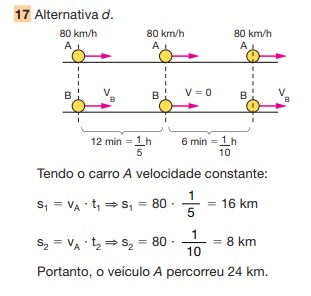 17 Alternativa d.
80 km/h 80 km/h 80 km/h
A A A
B V_B B V = 0 B V_B
12 min = 1/5 h 6 min = 1/10 h
Tendo o carro A velocidade constante:
s₁ = v_A · t₁ ⇒ s₁ = 80 · 1/5 = 16 km
s₂ = v_A · t₂ ⇒ s₂ = 80 · 1/10 = 8 km
Portanto, o veículo A percorreu 24 km.